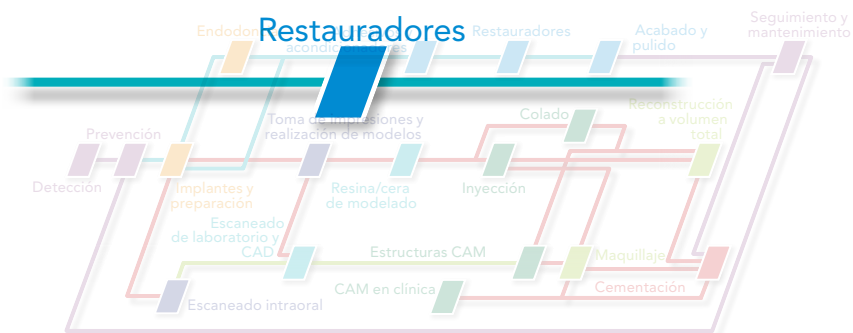 Restauradores
Endodon
acondicionadores
Restauradores
Acabado y
pulido
Seguimiento y
mantenimiento
Prevención
Toma de impresiones y
realización de modelos
Colado
Reconstrucción
a volumen
total
Detección
Implantes y
preparación
Resina/cera
de modelado
Inyección
Escaneado
de laboratorio y
CAD
Estructuras CAM
Maquillaje
Escaneado intraoral
CAM en clínica
Cementación